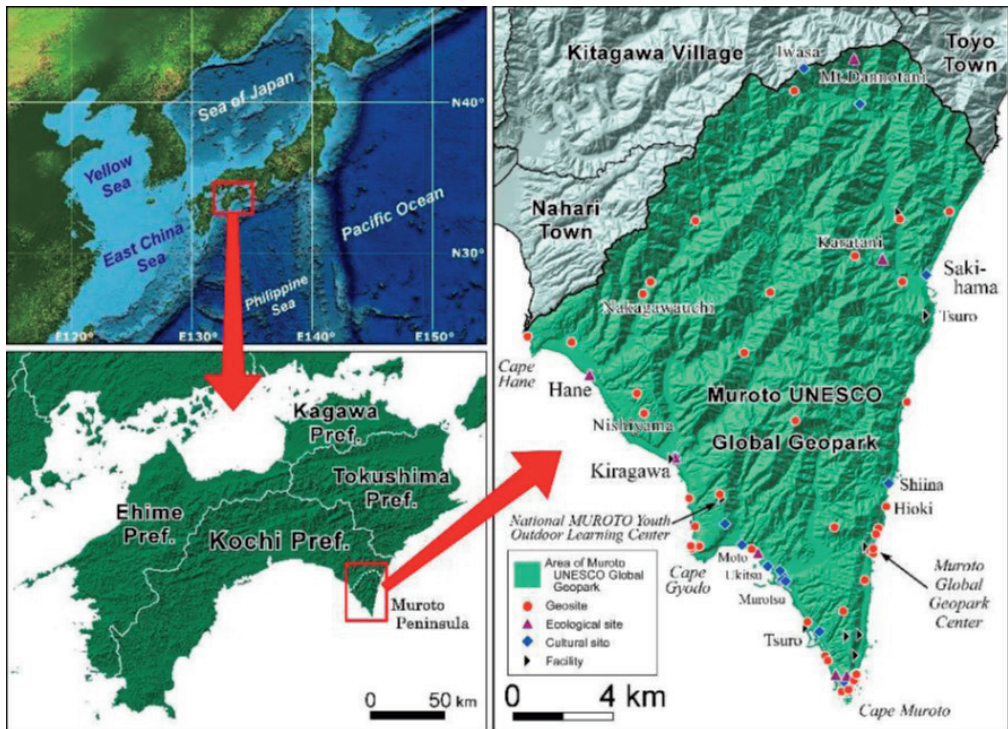 Sea of Japan
N40°
Yellow
Sea
Pacific Ocean
East China
Sea
N30°
Philippine
Sea
E120°
E130°
E140°
E150°
Kagawa
Pref.
Tokushima
Pref.
Ehime
Pref.
Kochi Pref.
Muroto
Peninsula
0
50 km
Kitagawa Village
Iwasa
Toyo
Town
Mt.Dannotani
Nahari
Town
Karatani
Saki-
hama
Nakagawauchi
Tsuro
Cape
Hane
Hane
Muroto UNESCO
Nishiyama
Global Geopark
Kiragawa
Shiina
Hioki
National MUROTO Youth
Outdoor Learning Center
Moto
Ukitsu
Murotsu
Cape
Gyodo
Muroto
Global
Geopark
Center
Area of Muroto
UNESCO Global
Geopark
Geosite
Ecological site
Cultural sito
Facility
Tsuro
0
4 km
Cape Muroto